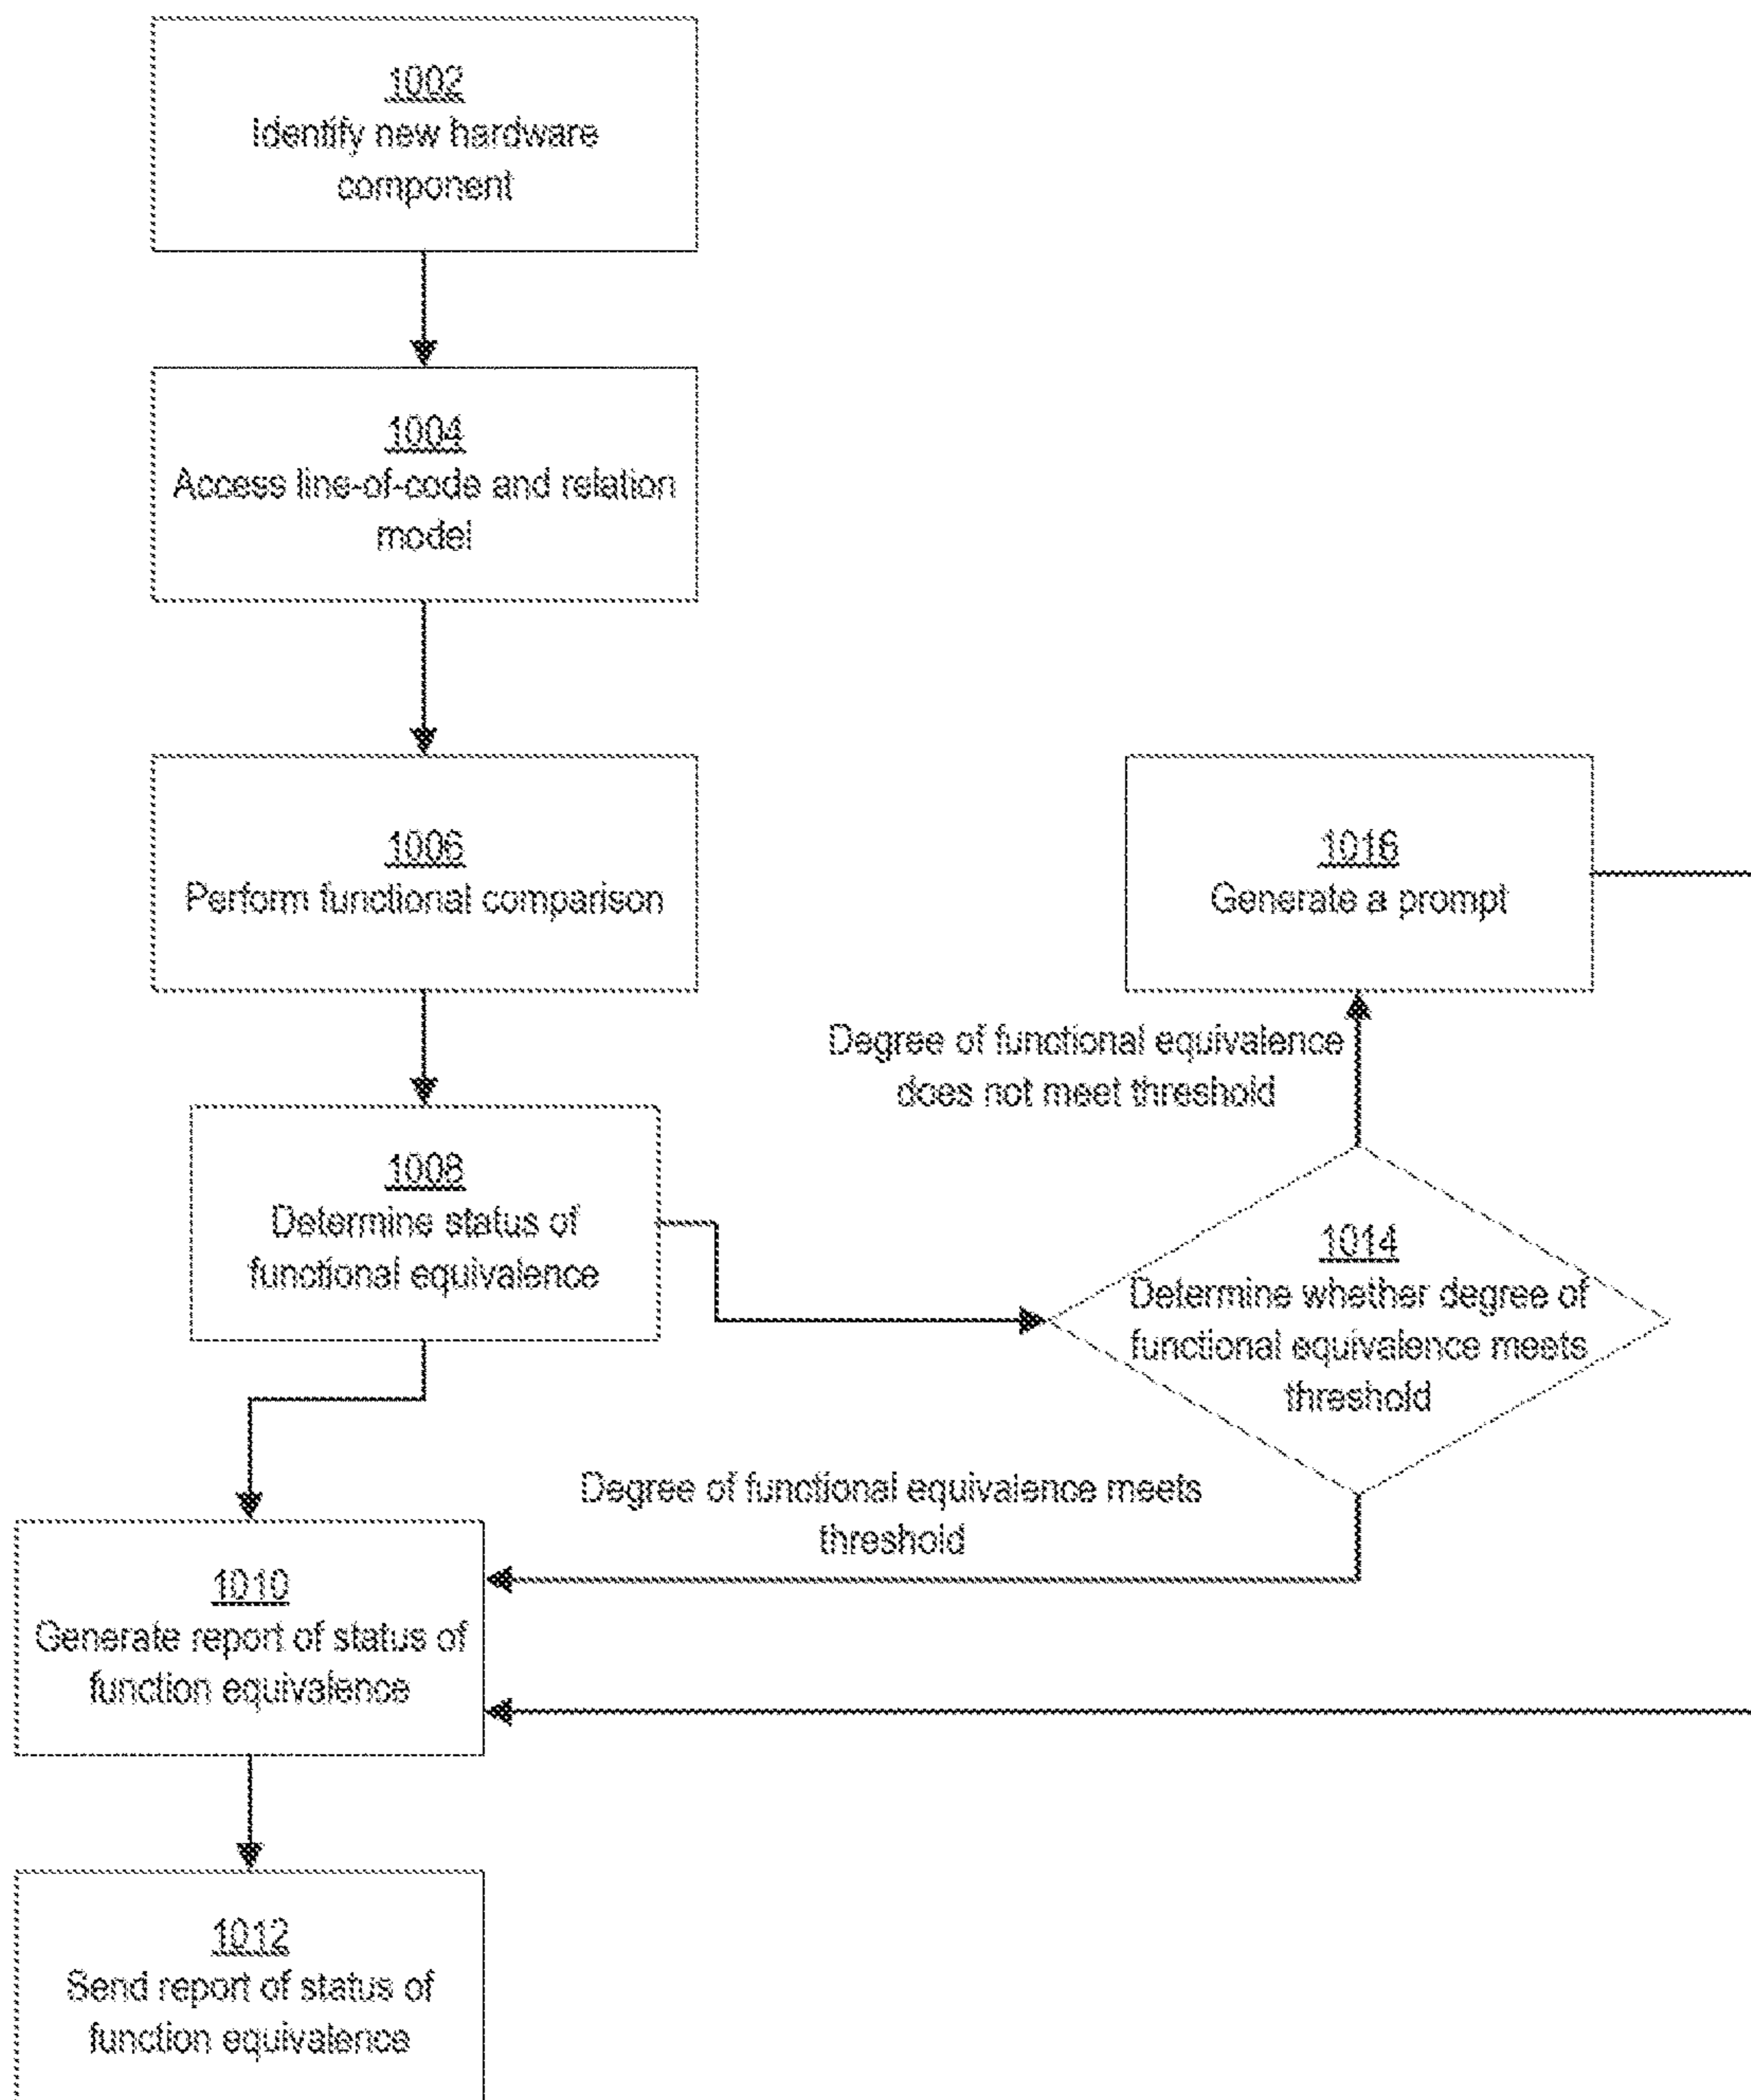 1002
Identify new hardware
component
1004
Access line-of-code and relation
model
1006
Perform functional comparison
1016
Generate a prompt
Degree of functional equivalence
does not meet threshold
1008
Determine status of
functional equivalence
1014
Determine whether degree of
functional equivalence meets
threshold
Degree of functional equivalence meets
threshold
1010
Generate report of status of
function equivalence
1012
Send report of status of
function equivalence